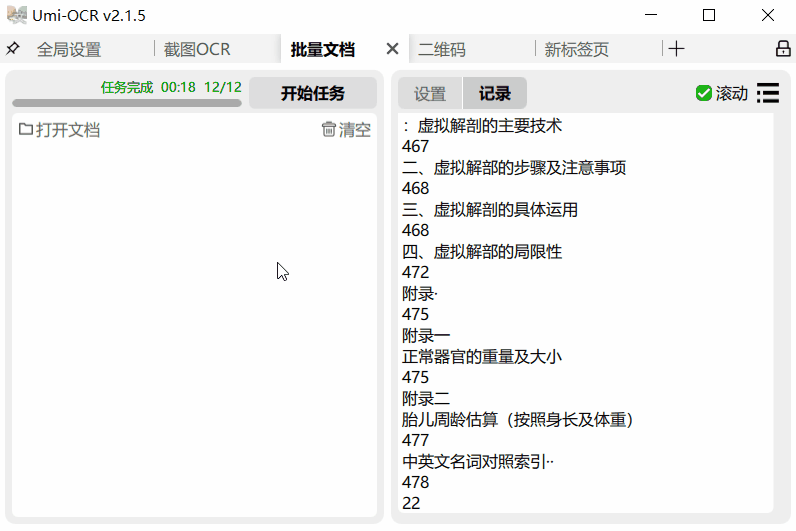 Umi-OCR v2.1.5
全局设置
截图OCR
批量文档
二维码
新标签页
任务完成 00:18 12/12
开始任务
打开文档
清空
设置
记录
滚动
：虚拟解剖的主要技术
467
二、虚拟解部的步骤及注意事项
468
三、虚拟解剖的具体运用
468
四、虚拟解部的局限性
472
附录·
475
附录一
正常器官的重量及大小
475
附录二
胎儿周龄估算（按照身长及体重）
477
中英文名词对照索引··
478
22